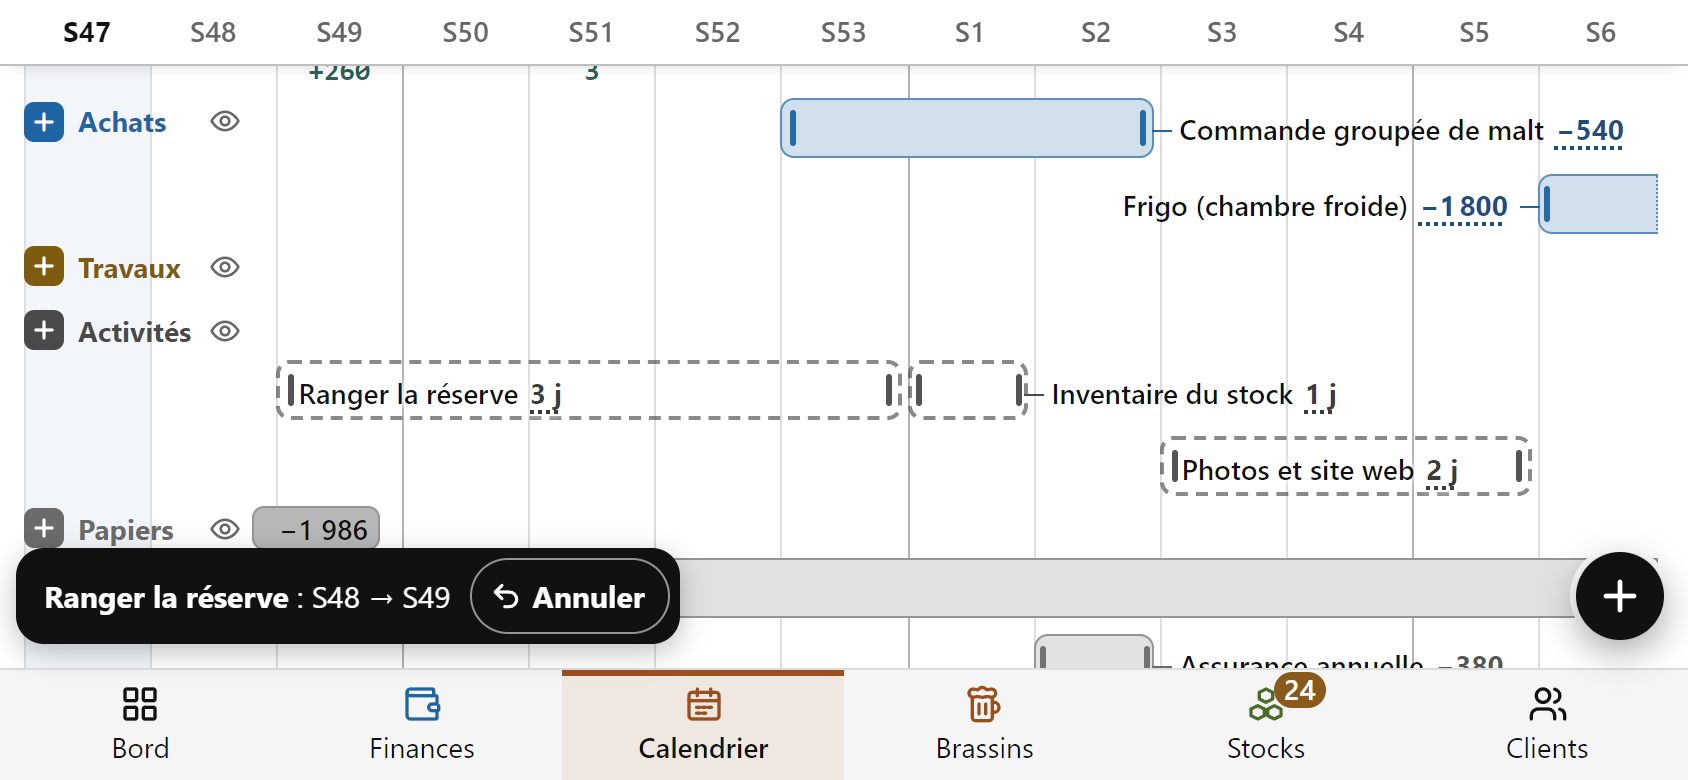 S47 S48 S49 S50 S51 S52 S53 S1 S2 S3 S4 S5 S6
+260 3
Achats
Commande groupée de malt −540
Frigo (chambre froide) −1 800
Travaux
Activités
Ranger la réserve 3 j
Inventaire du stock 1 j
Photos et site web 2 j
Papiers −1 986
Ranger la réserve : S48 → S49 Annuler
Assurance annuelle −380
24
Bord Finances Calendrier Brassins Stocks Clients